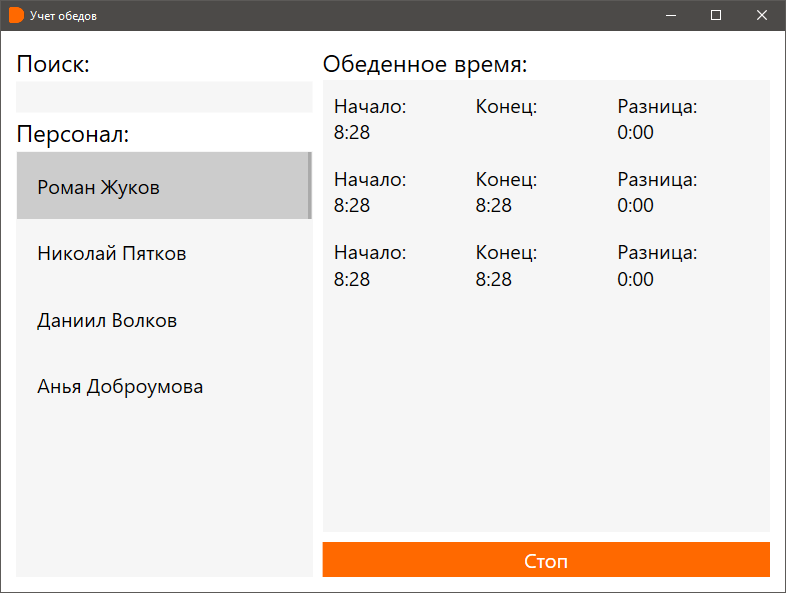 Учет обедов
Поиск:
Персонал:
Роман Жуков
Николай Пятков
Даниил Волков
Анья Доброумова
Обеденное время:
Начало: Конец: Разница:
8:28 0:00
Начало: Конец: Разница:
8:28 8:28 0:00
Начало: Конец: Разница:
8:28 8:28 0:00
Стоп